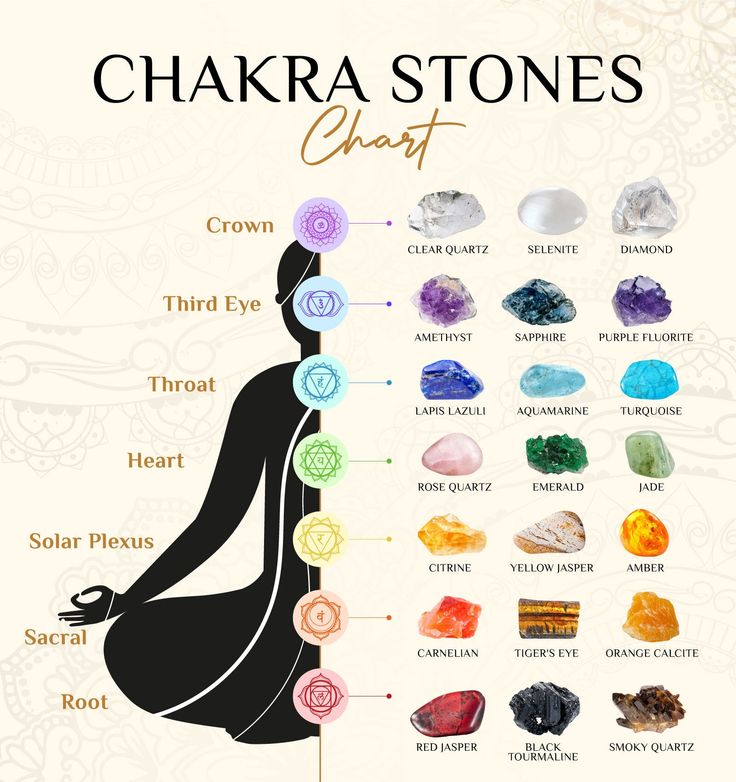 CHAKRA STONES
Chart
Crown
ॐ
CLEAR QUARTZ SELENITE DIAMOND
Third Eye
AMETHYST SAPPHIRE PURPLE FLUORITE
Throat
हं
LAPIS LAZULI AQUAMARINE TURQUOISE
Heart
यं
ROSE QUARTZ EMERALD JADE
Solar Plexus
रं
CITRINE YELLOW JASPER AMBER
Sacral
वं
CARNELIAN TIGER'S EYE ORANGE CALCITE
Root
लं
RED JASPER BLACK TOURMALINE SMOKY QUARTZ